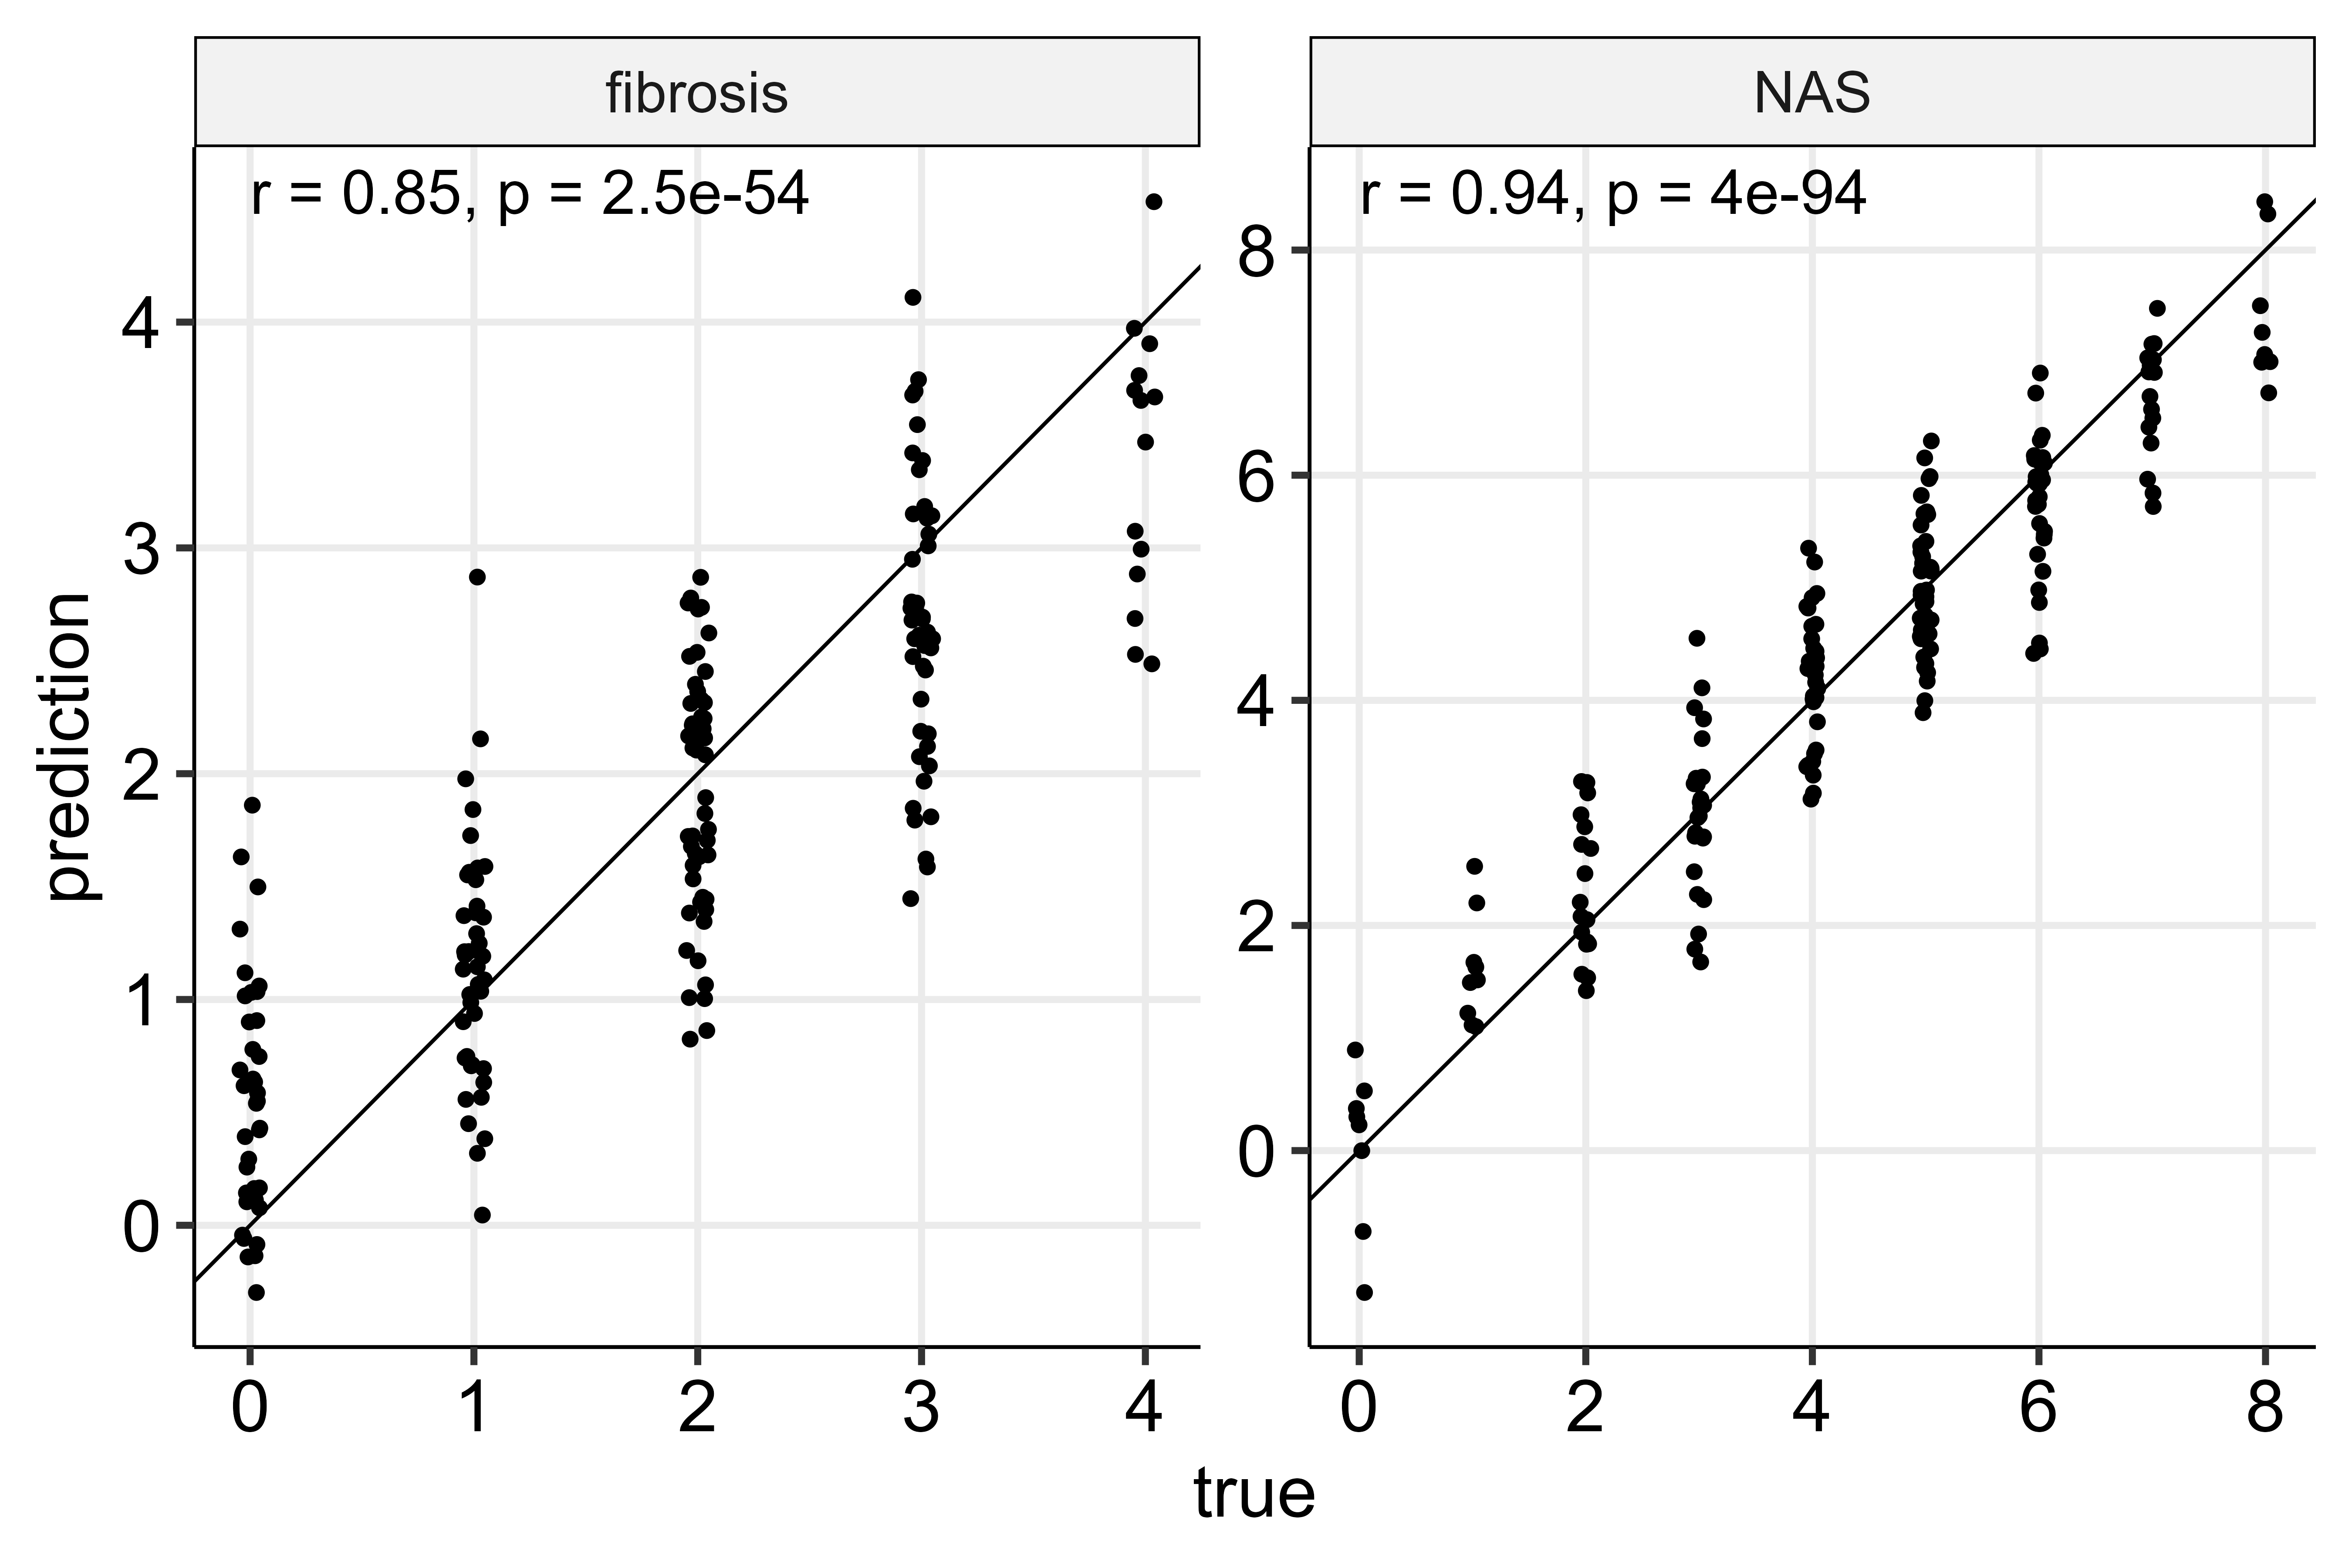 fibrosis
NAS
r = 0.85, p = 2.5e-54
r = 0.94, p = 4e-94
prediction
4
3
2
1
0
8
6
4
2
0
0 1 2 3 4
0 2 4 6 8
true